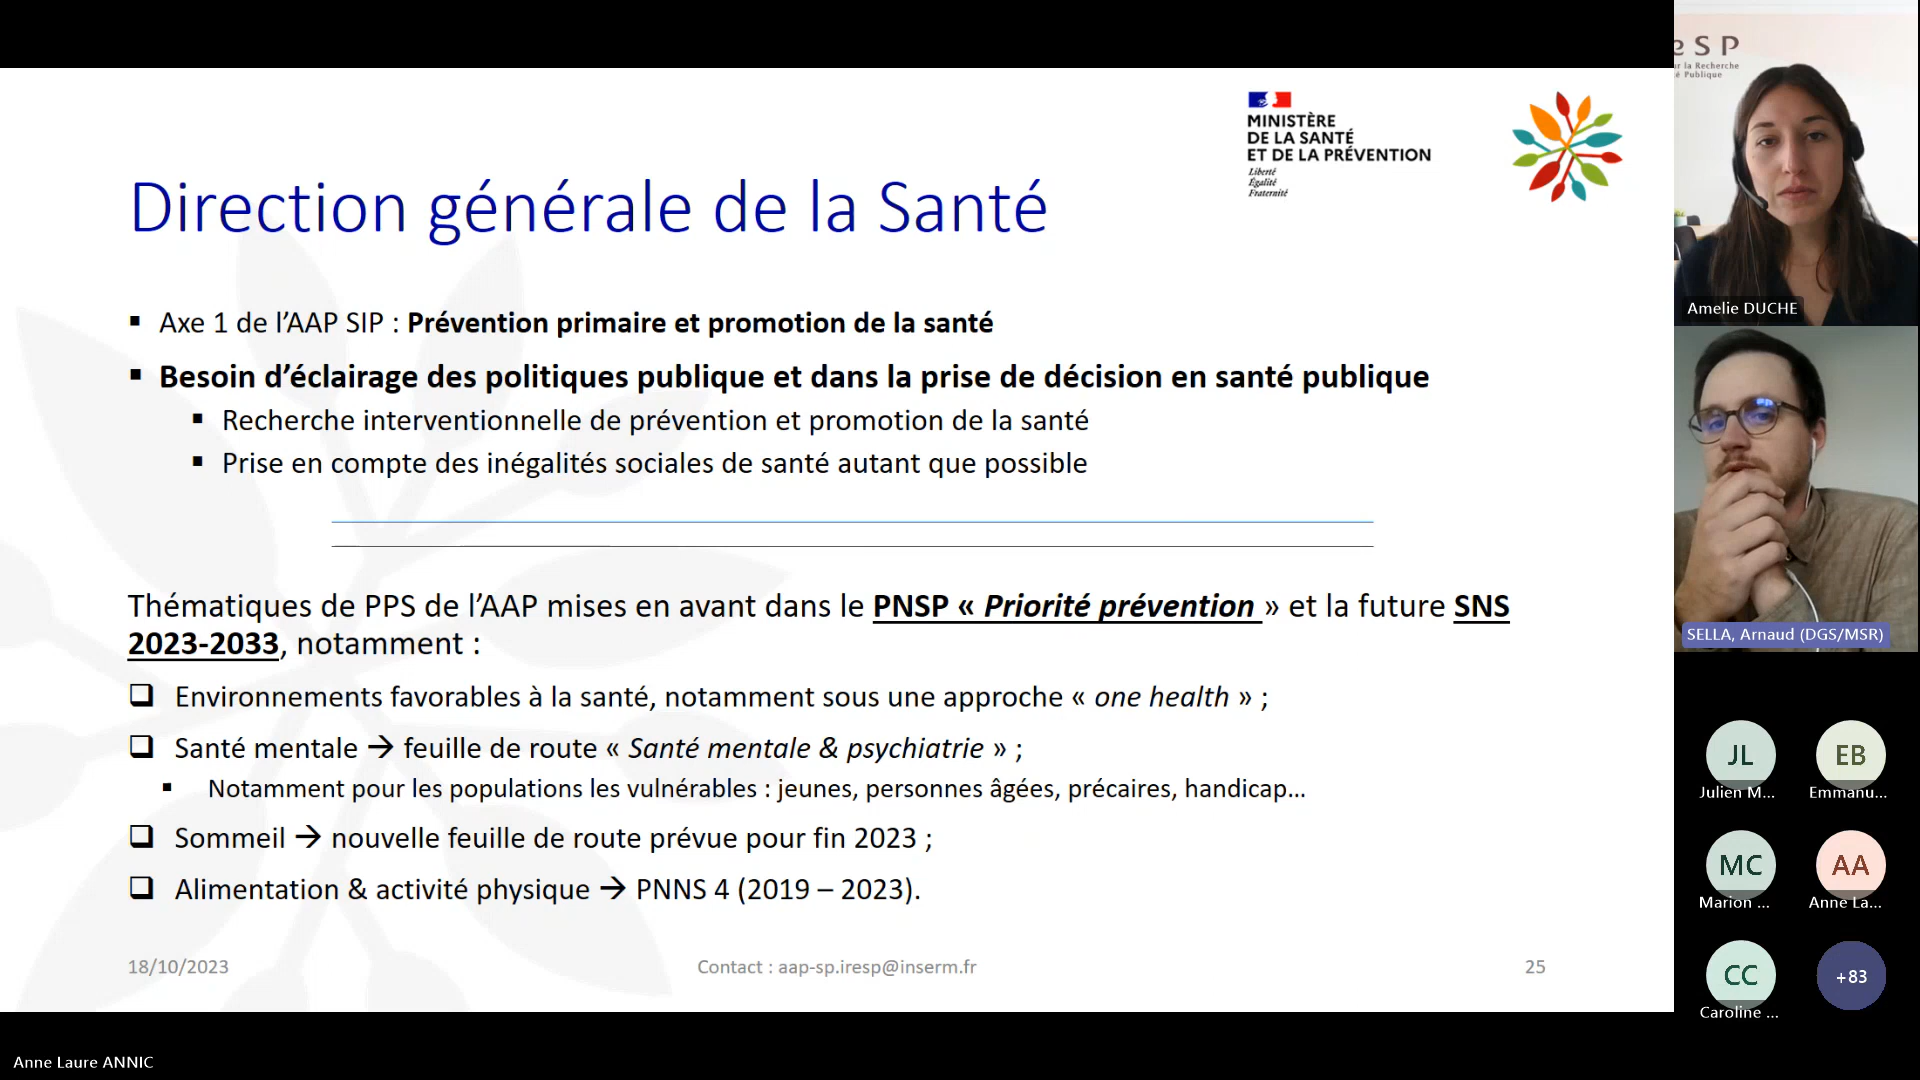 MINISTÈRE
DE LA SANTÉ
ET DE LA PRÉVENTION
Liberté
Égalité
Fraternité
Direction générale de la Santé
▪ Axe 1 de l’AAP SIP : Prévention primaire et promotion de la santé
▪ Besoin d’éclairage des politiques publique et dans la prise de décision en santé publique
▪ Recherche interventionnelle de prévention et promotion de la santé
▪ Prise en compte des inégalités sociales de santé autant que possible
Thématiques de PPS de l’AAP mises en avant dans le PNSP « Priorité prévention » et la future SNS
2023-2033, notamment :
❑ Environnements favorables à la santé, notamment sous une approche « one health » ;
❑ Santé mentale → feuille de route « Santé mentale & psychiatrie » ;
▪ Notamment pour les populations les vulnérables : jeunes, personnes âgées, précaires, handicap...
❑ Sommeil → nouvelle feuille de route prévue pour fin 2023 ;
❑ Alimentation & activité physique → PNNS 4 (2019 – 2023).
18/10/2023
Contact : aap-sp.iresp@inserm.fr
25
e S P
r la Recherche
é Publique
Amelie DUCHE
SELLA, Arnaud (DGS/MSR)
JL
Julien M...
EB
Emmanu...
MC
Marion ...
AA
Anne La...
CC
Caroline ...
+83
Anne Laure ANNIC